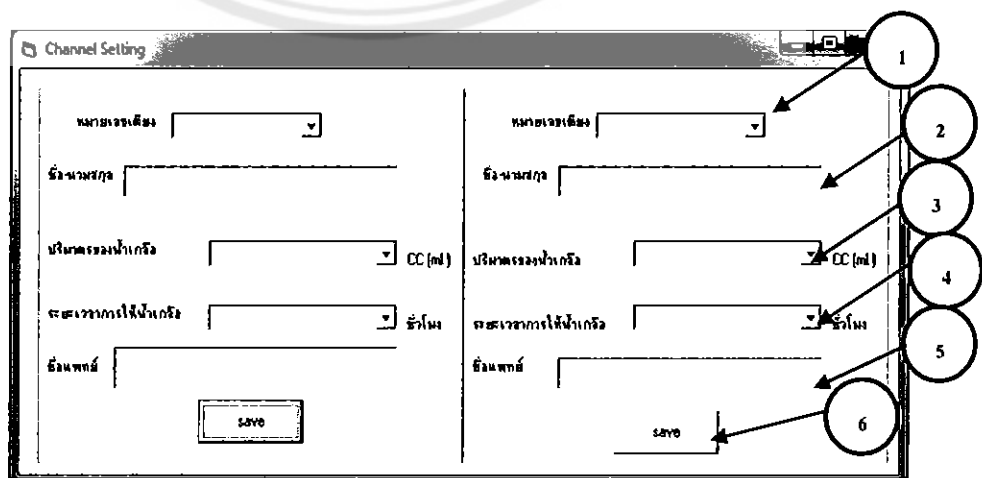 Channel Setting
หมายเลขเตียง
ชื่อ-นามสกุล
ปริมาตรของน้ำเกลือ CC (ml)
ระยะเวลาการให้น้ำเกลือ ชั่วโมง
ชื่อแพทย์
save
หมายเลขเตียง
ชื่อ-นามสกุล
ปริมาตรของน้ำเกลือ CC (ml)
ระยะเวลาการให้น้ำเกลือ ชั่วโมง
ชื่อแพทย์
save
1
2
3
4
5
6